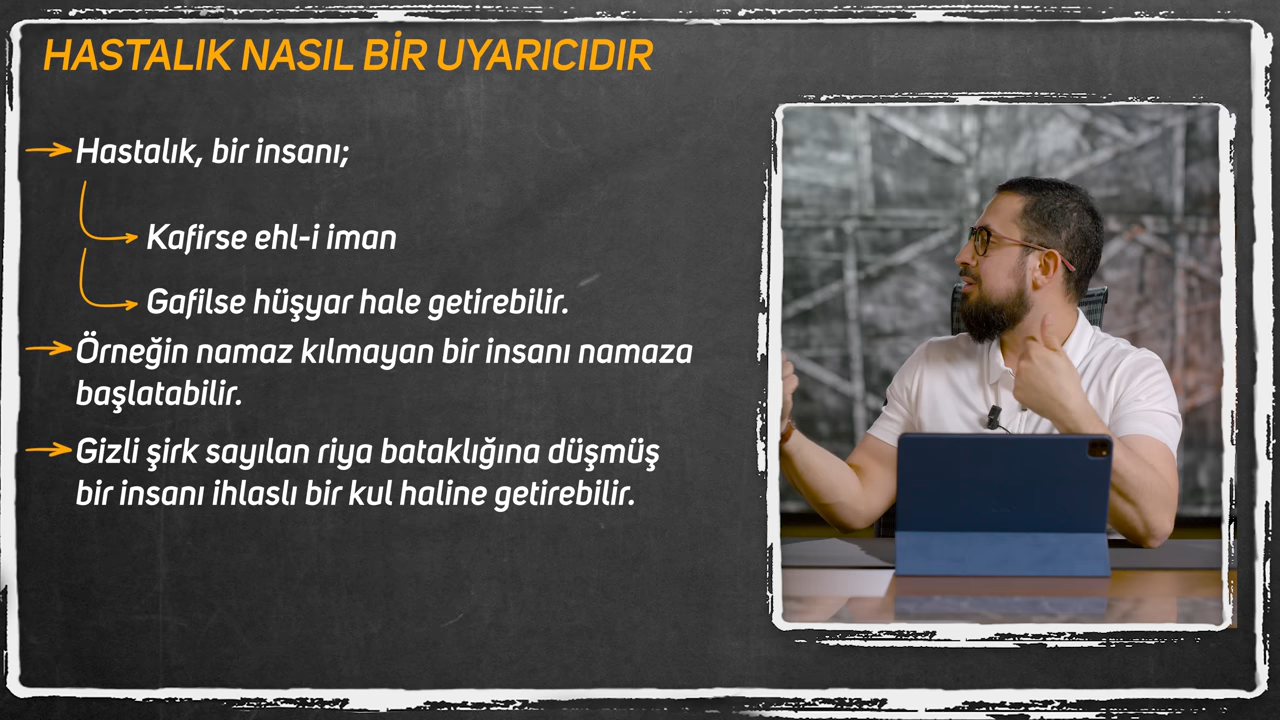 HASTALIK NASIL BİR UYARICIDIR
Hastalık, bir insanı;
Kafirse ehl-i iman
Gafilse hüşyar hale getirebilir.
Örneğin namaz kılmayan bir insanı namaza
başlatabilir.
Gizli şirk sayılan riya bataklığına düşmüş
bir insanı ihlaslı bir kul haline getirebilir.